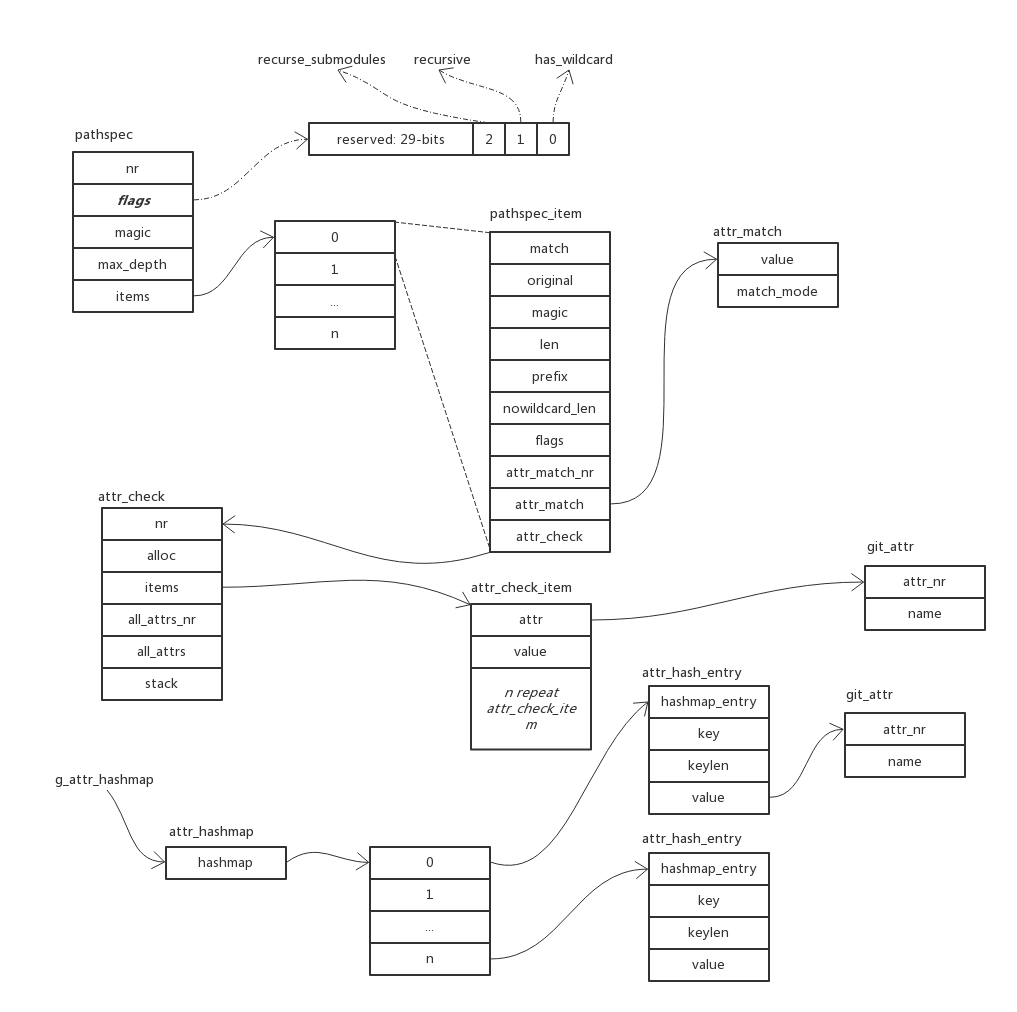 recurse_submodules recursive has_wildcard
reserved: 29-bits 2 1 0
pathspec
nr
flags
magic
max_depth
items
0
1
...
n
pathspec_item
match
original
magic
len
prefix
nowildcard_len
flags
attr_match_nr
attr_match
attr_check
attr_match
value
match_mode
attr_check
nr
alloc
items
all_attrs_nr
all_attrs
stack
attr_check_item
attr
value
n repeat
attr_check_ite
m
git_attr
attr_nr
name
attr_hash_entry
hashmap_entry
key
keylen
value
git_attr
attr_nr
name
g_attr_hashmap
attr_hashmap
hashmap
0
1
...
n
attr_hash_entry
hashmap_entry
key
keylen
value